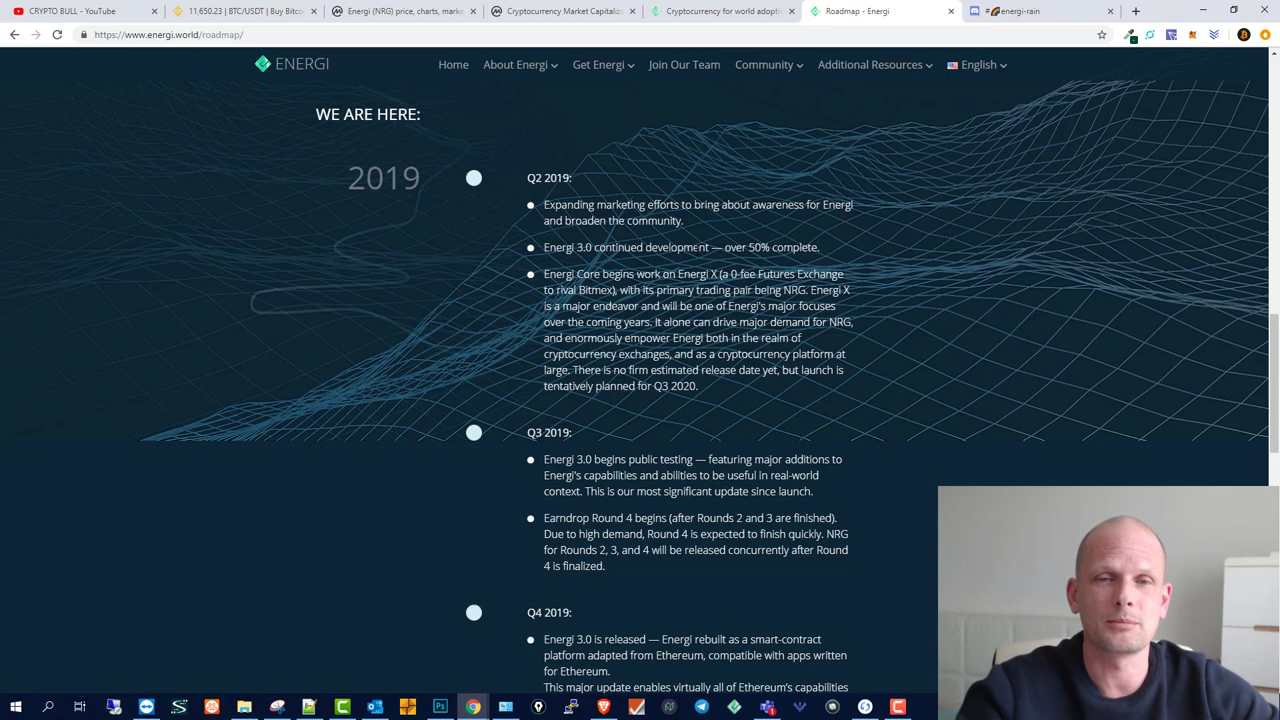 CRYPTO BULL - YouTube
11,650.23 | BTC/USDT | Buy Bitco
Energi (NRG) price, charts, mark
Cryptocurrency Market Capitaliz
Cryptocurrency for world adopti
Roadmap - Energi
#🌈energi-rain
https://www.energi.world/roadmap/
ENERGI
Home
About Energi
Get Energi
Join Our Team
Community
Additional Resources
English
WE ARE HERE:
2019
Q2 2019:
Expanding marketing efforts to bring about awareness for Energi
and broaden the community.
Energi 3.0 continued development — over 50% complete.
Energi Core begins work on Energi X (a 0-fee Futures Exchange
to rival Bitmex), with its primary trading pair being NRG. Energi X
is a major endeavor and will be one of Energi's major focuses
over the coming years. It alone can drive major demand for NRG,
and enormously empower Energi both in the realm of
cryptocurrency exchanges, and as a cryptocurrency platform at
large. There is no firm estimated release date yet, but launch is
tentatively planned for Q3 2020.
Q3 2019:
Energi 3.0 begins public testing — featuring major additions to
Energi's capabilities and abilities to be useful in real-world
context. This is our most significant update since launch.
Earndrop Round 4 begins (after Rounds 2 and 3 are finished).
Due to high demand, Round 4 is expected to finish quickly. NRG
for Rounds 2, 3, and 4 will be released concurrently after Round
4 is finalized.
Q4 2019:
Energi 3.0 is released — Energi rebuilt as a smart-contract
platform adapted from Ethereum, compatible with apps written
for Ethereum.
This major update enables virtually all of Ethereum's capabilities